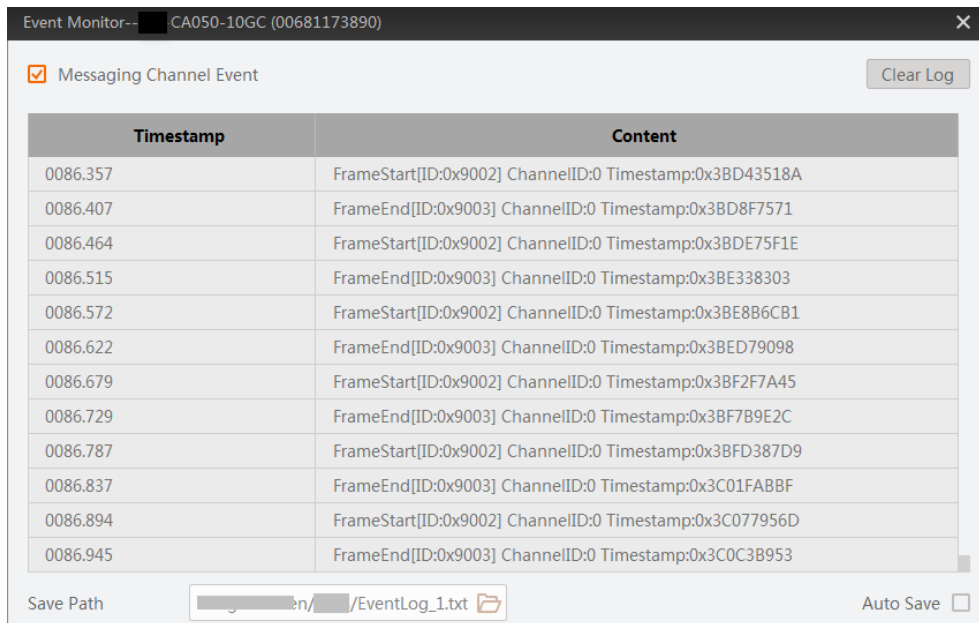 Event Monitor-- CA050-10GC (00681173890)
Messaging Channel Event Clear Log
Timestamp Content
0086.357 FrameStart[ID:0x9002] ChannelID:0 Timestamp:0x3BD43518A
0086.407 FrameEnd[ID:0x9003] ChannelID:0 Timestamp:0x3BD8F7571
0086.464 FrameStart[ID:0x9002] ChannelID:0 Timestamp:0x3BDE75F1E
0086.515 FrameEnd[ID:0x9003] ChannelID:0 Timestamp:0x3BE338303
0086.572 FrameStart[ID:0x9002] ChannelID:0 Timestamp:0x3BE8B6CB1
0086.622 FrameEnd[ID:0x9003] ChannelID:0 Timestamp:0x3BED79098
0086.679 FrameStart[ID:0x9002] ChannelID:0 Timestamp:0x3BF2F7A45
0086.729 FrameEnd[ID:0x9003] ChannelID:0 Timestamp:0x3BF7B9E2C
0086.787 FrameStart[ID:0x9002] ChannelID:0 Timestamp:0x3BFD387D9
0086.837 FrameEnd[ID:0x9003] ChannelID:0 Timestamp:0x3C01FABBF
0086.894 FrameStart[ID:0x9002] ChannelID:0 Timestamp:0x3C077956D
0086.945 FrameEnd[ID:0x9003] ChannelID:0 Timestamp:0x3C0C3B953
Save Path en/ /EventLog_1.txt Auto Save